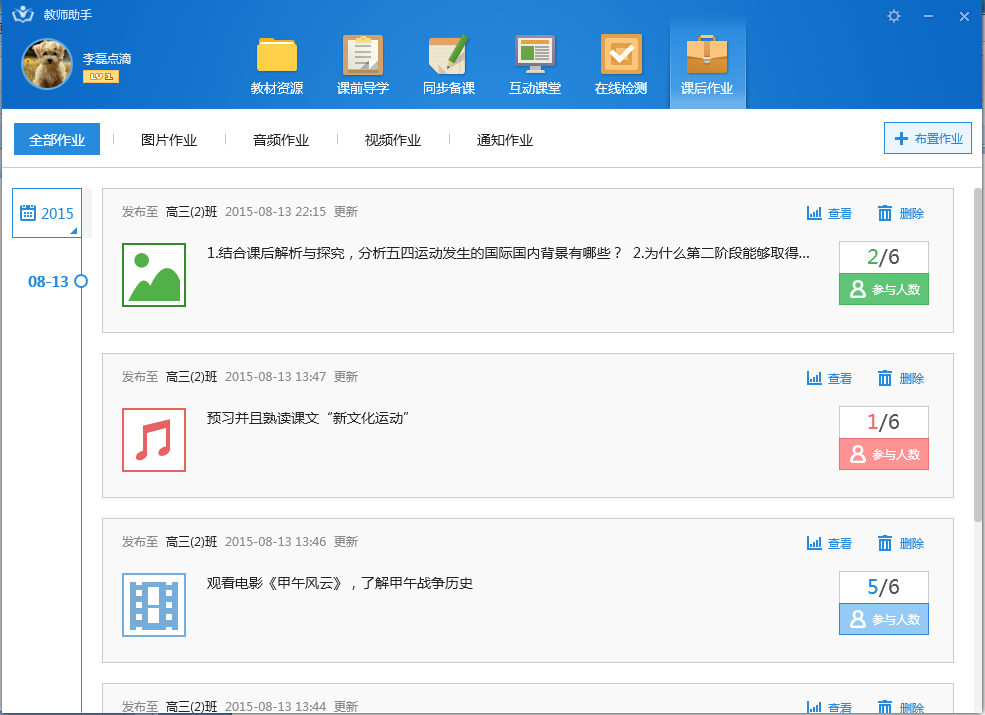 教师助手
李磊点滴
LV 1
教材资源 课前导学 同步备课 互动课堂 在线检测 课后作业
全部作业 图片作业 音频作业 视频作业 通知作业 布置作业
2015
08-13
发布至 高三(2)班 2015-08-13 22:15 更新 查看 删除
1.结合课后解析与探究，分析五四运动发生的国际国内背景有哪些？ 2.为什么第二阶段能够取得...
2/6
参与人数
发布至 高三(2)班 2015-08-13 13:47 更新 查看 删除
预习并且熟读课文“新文化运动”
1/6
参与人数
发布至 高三(2)班 2015-08-13 13:46 更新 查看 删除
观看电影《甲午风云》，了解甲午战争历史
5/6
参与人数
发布至 高三(2)班 2015-08-13 13:44 更新 查看 删除